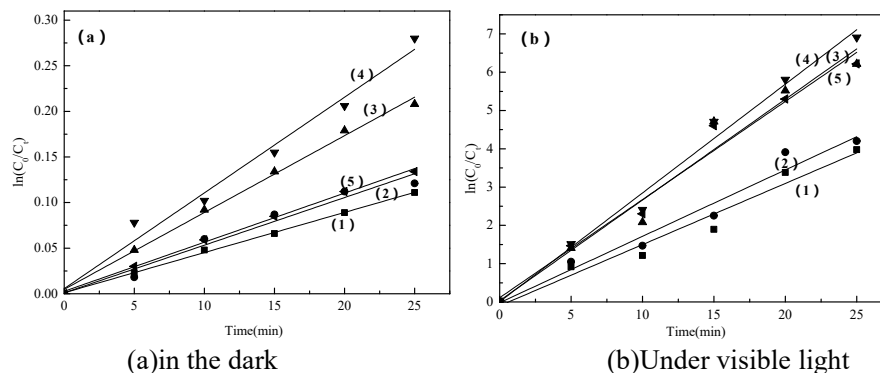 (a)
(4)
(3)
(5)
(2)
(1)
0.30
0.25
0.20
0.15
0.10
0.05
0.00
ln(C0/Ct)
0 5 10 15 20 25
Time(min)
(b)
(4)
(3)
(5)
(2)
(1)
7
6
5
4
3
2
1
0
ln(C0/Ct)
0 5 10 15 20 25
Time(min)
(a)in the dark
(b)Under visible light